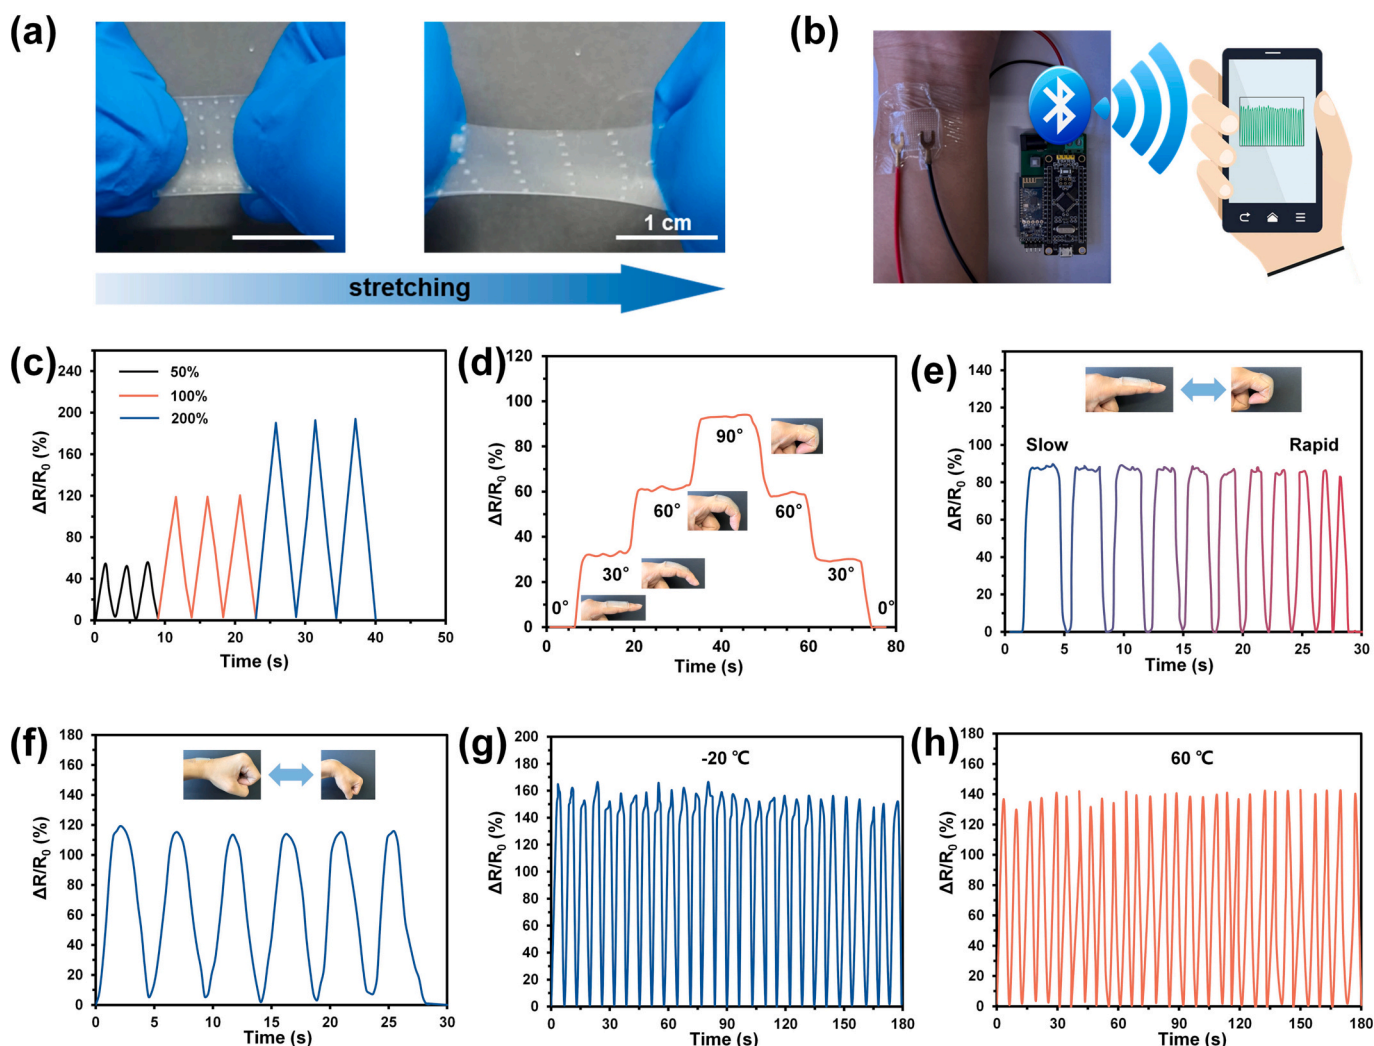 (a)
1 cm
stretching
(b)
(c)
50%
100%
200%
240
200
160
120
80
40
0
ΔR/R₀ (%)
0 10 20 30 40 50
Time (s)
(d)
120
100
80
60
40
20
0
ΔR/R₀ (%)
0°
30°
60°
90°
60°
30°
0°
0 20 40 60 80
Time (s)
(e)
140
120
100
80
60
40
20
0
ΔR/R₀ (%)
Slow
Rapid
0 5 10 15 20 25 30
Time (s)
(f)
180
160
140
120
100
80
60
40
20
0
ΔR/R₀ (%)
0 5 10 15 20 25 30
Time (s)
(g)
-20 ℃
200
180
160
140
120
100
80
60
40
20
0
ΔR/R₀ (%)
0 30 60 90 120 150 180
Time (s)
(h)
60 ℃
180
160
140
120
100
80
60
40
20
0
ΔR/R₀ (%)
0 30 60 90 120 150 180
Time (s)